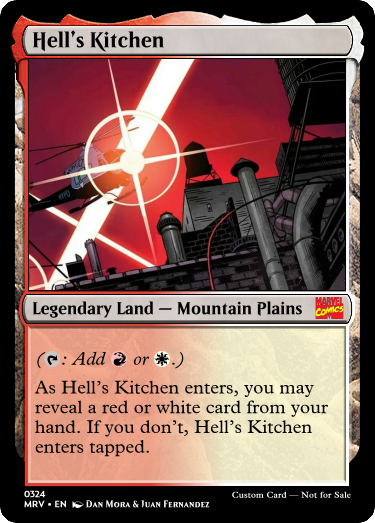 Hell's Kitchen
Legendary Land — Mountain Plains
MARVEL
COMICS
(: Add or .)
As Hell's Kitchen enters, you may
reveal a red or white card from your
hand. If you don't, Hell's Kitchen
enters tapped.
0324
MRV • EN Dan Mora & Juan Fernandez
Custom Card — Not for Sale